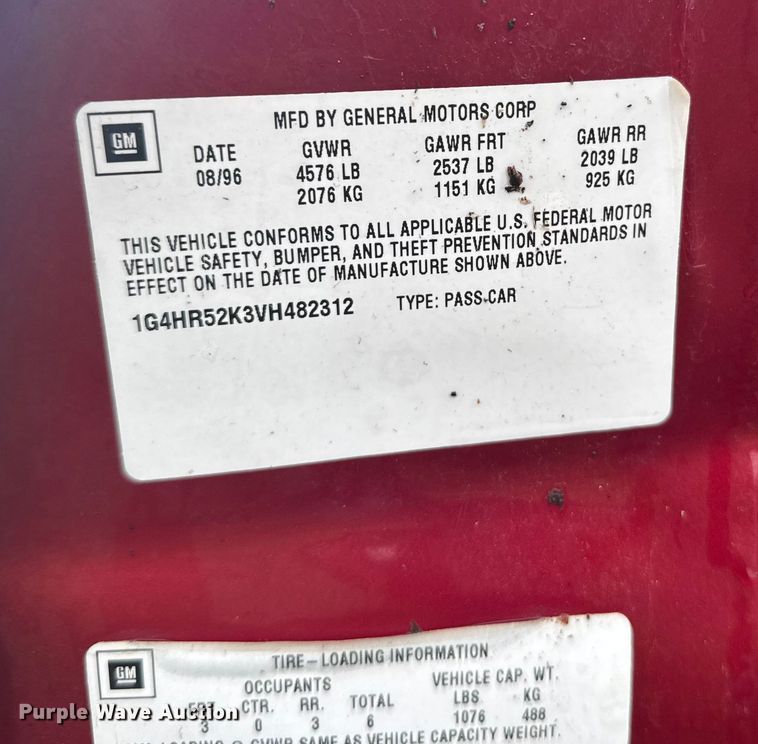 GM
MFD BY GENERAL MOTORS CORP
DATE GVWR GAWR FRT GAWR RR
08/96 4576 LB 2537 LB 2039 LB
2076 KG 1151 KG 925 KG
THIS VEHICLE CONFORMS TO ALL APPLICABLE U.S. FEDERAL MOTOR
VEHICLE SAFETY, BUMPER, AND THEFT PREVENTION STANDARDS IN
EFFECT ON THE DATE OF MANUFACTURE SHOWN ABOVE.
1G4HR52K3VH482312 TYPE: PASS.CAR
GM
TIRE-LOADING INFORMATION
OCCUPANTS VEHICLE CAP. WT.
CTR. RR. TOTAL LBS. KG
3 0 3 6 1076 488
LOADING @ GVWR SAME AS VEHICLE CAPACITY WEIGHT.
Purple Wave Auction